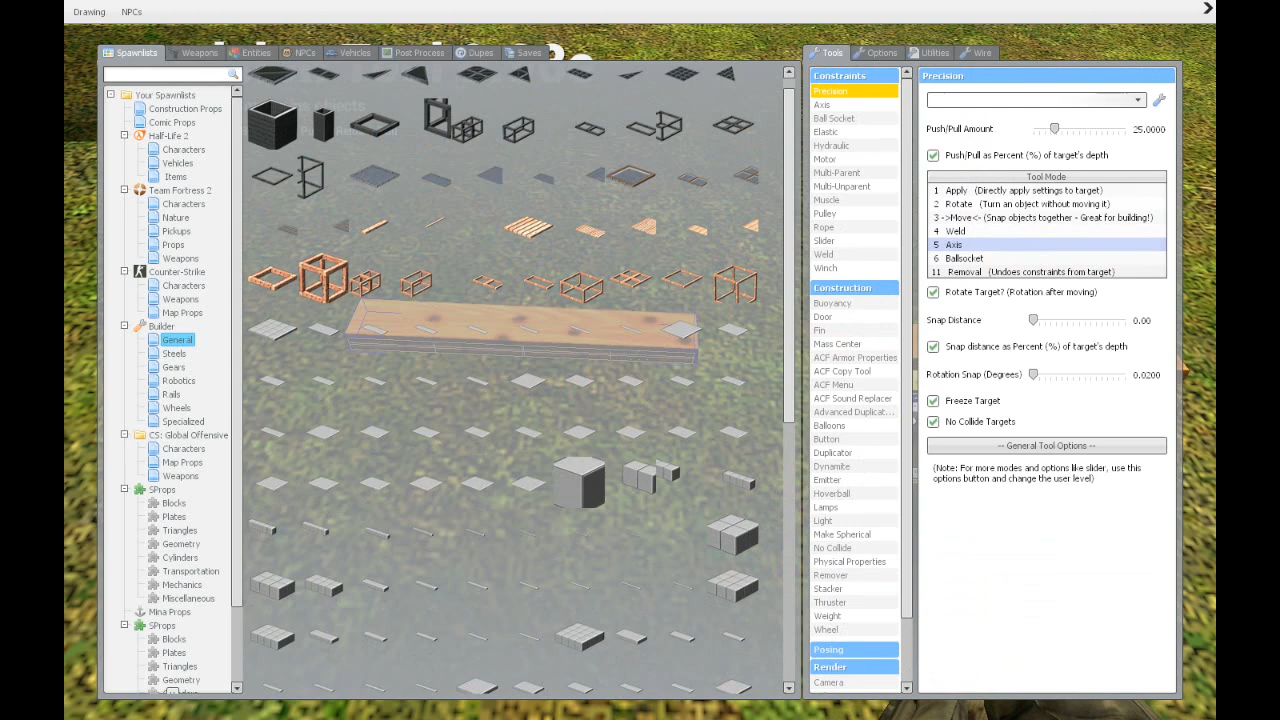 Drawing NPCs
Spawnlists Weapons Entities NPCs Vehicles Post Process Dupes Saves
Your Spawnlists
Construction Props
Comic Props
Half-Life 2
Characters
Vehicles
Items
Team Fortress 2
Characters
Nature
Pickups
Props
Weapons
Counter-Strike
Characters
Weapons
Map Props
Builder
General
Steels
Gears
Robotics
Rails
Wheels
Specialized
CS: Global Offensive
Characters
Map Props
Weapons
SProps
Blocks
Plates
Triangles
Geometry
Cylinders
Transportation
Mechanics
Miscellaneous
Mina Props
SProps
Blocks
Plates
Triangles
Geometry
objects
Tools Options Utilities Wire
Constraints
Precision
Axis
Ball Socket
Elastic
Hydraulic
Motor
Multi-Parent
Multi-Unparent
Muscle
Pulley
Rope
Slider
Weld
Winch
Construction
Buoyancy
Door
Fin
Mass Center
ACF Armor Properties
ACF Copy Tool
ACF Menu
ACF Sound Replacer
Advanced Duplicat...
Balloons
Button
Duplicator
Dynamite
Emitter
Hoverball
Lamps
Light
Make Spherical
No Collide
Physical Properties
Remover
Stacker
Thruster
Weight
Wheel
Posing
Render
Camera
Precision
Push/Pull Amount 25.0000
Push/Pull as Percent (%) of target's depth
Tool Mode
1 Apply (Directly apply settings to target)
2 Rotate (Turn an object without moving it)
3 ->Move<- (Snap objects together - Great for building!)
4 Weld
5 Axis
6 Ballsocket
11 Removal (Undoes constraints from target)
Rotate Target? (Rotation after moving)
Snap Distance 0.00
Snap distance as Percent (%) of target's depth
Rotation Snap (Degrees) 0.0200
Freeze Target
No Collide Targets
-- General Tool Options --
(Note: For more modes and options like slider, use this
options button and change the user level)